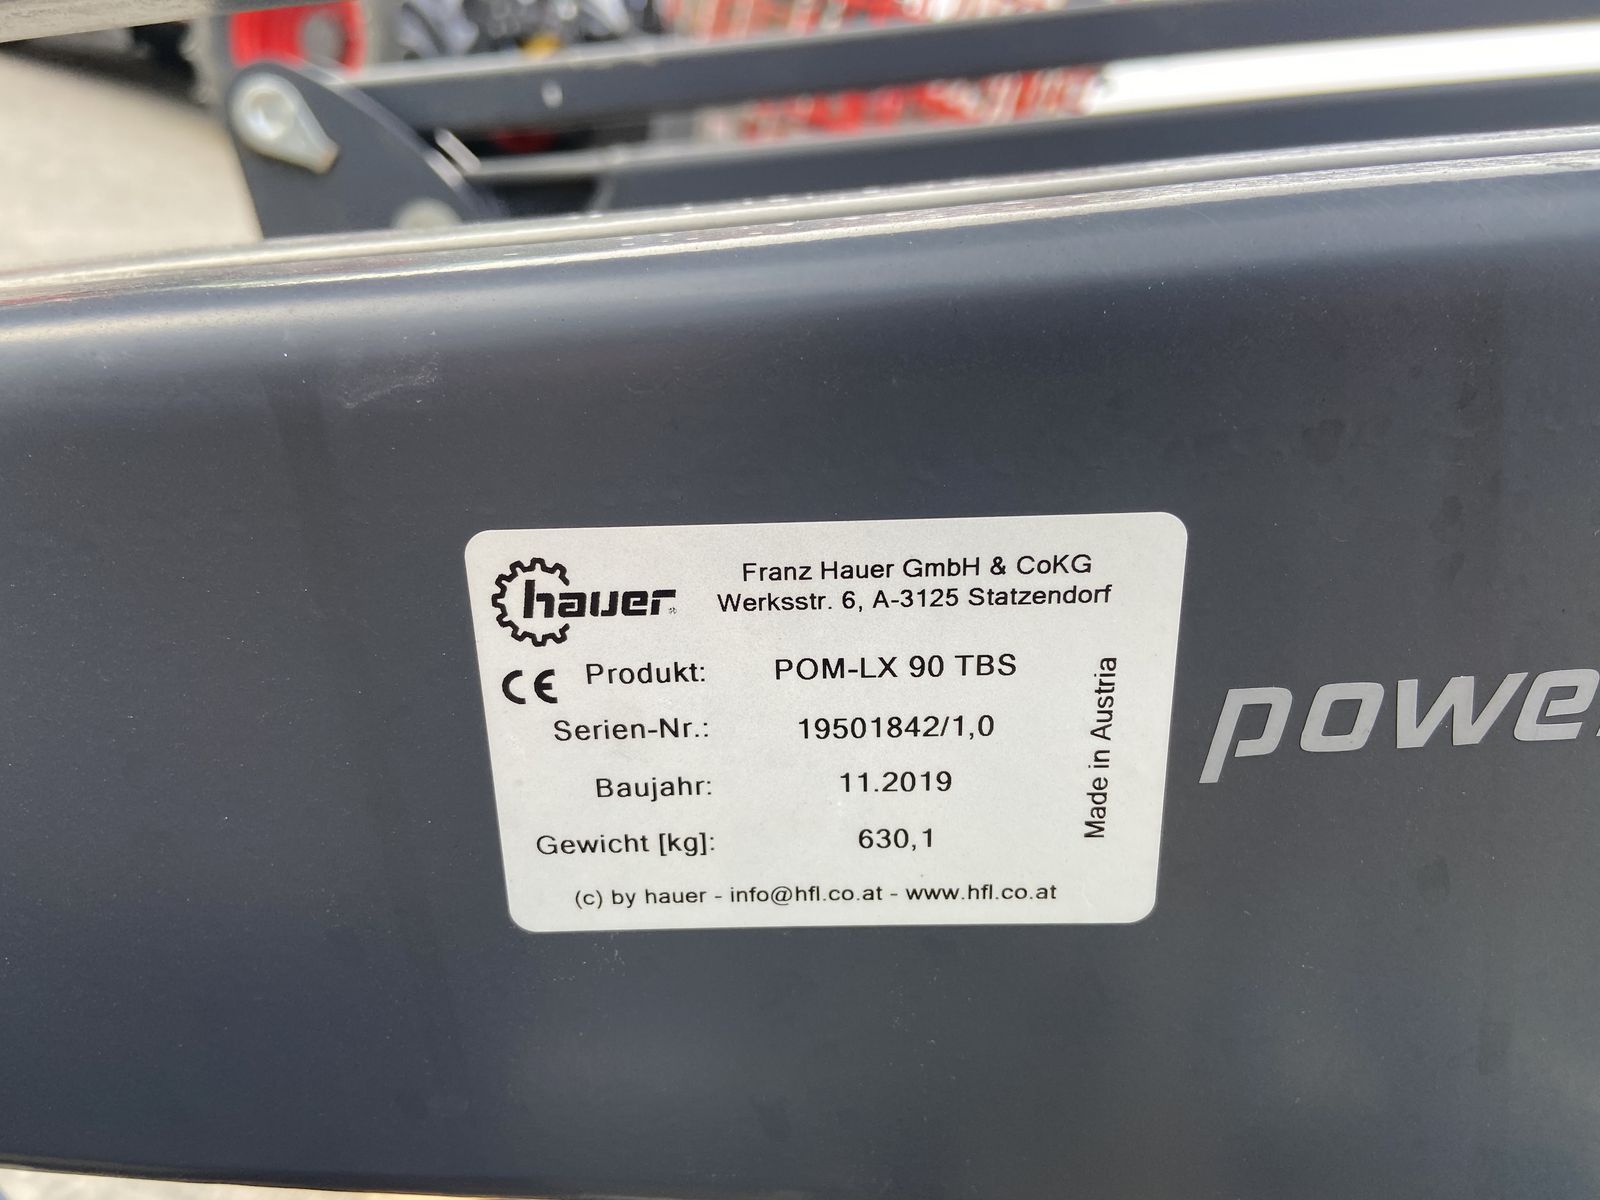 hauer
Franz Hauer GmbH & CoKG
Werksstr. 6, A-3125 Statzendorf
CE
Produkt: POM-LX 90 TBS
Serien-Nr.: 19501842/1,0
Baujahr: 11.2019
Gewicht [kg]: 630,1
Made in Austria
(c) by hauer - info@hfl.co.at - www.hfl.co.at
powe